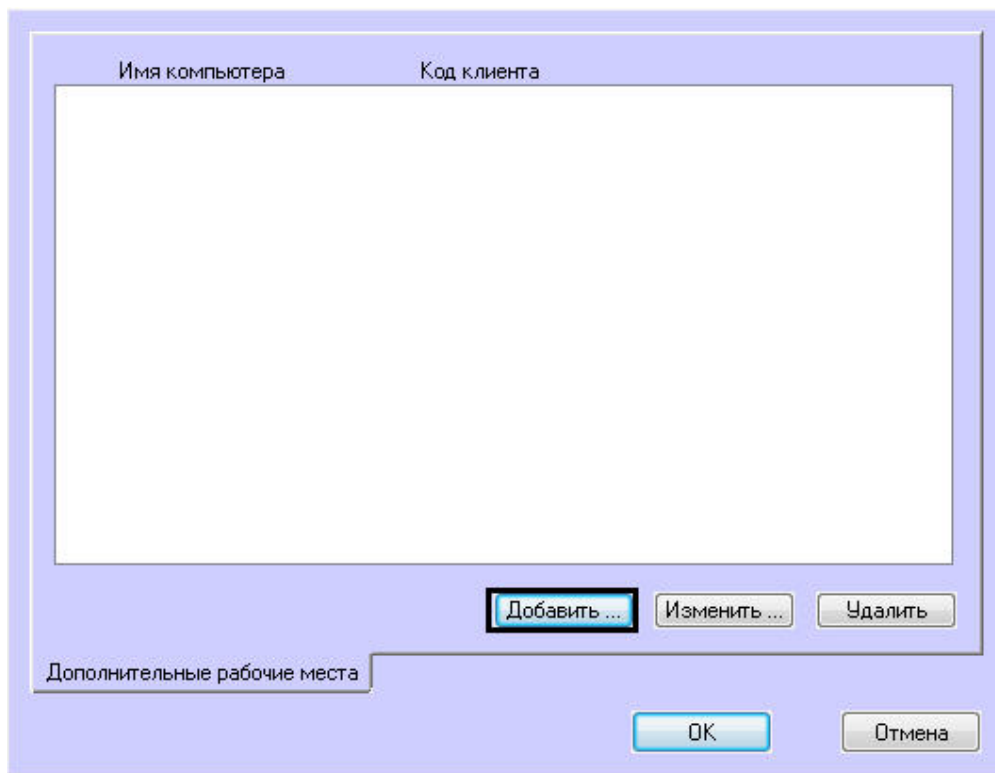 Имя компьютера Код клиента
Добавить ... Изменить ... Удалить
Дополнительные рабочие места
OK Отмена